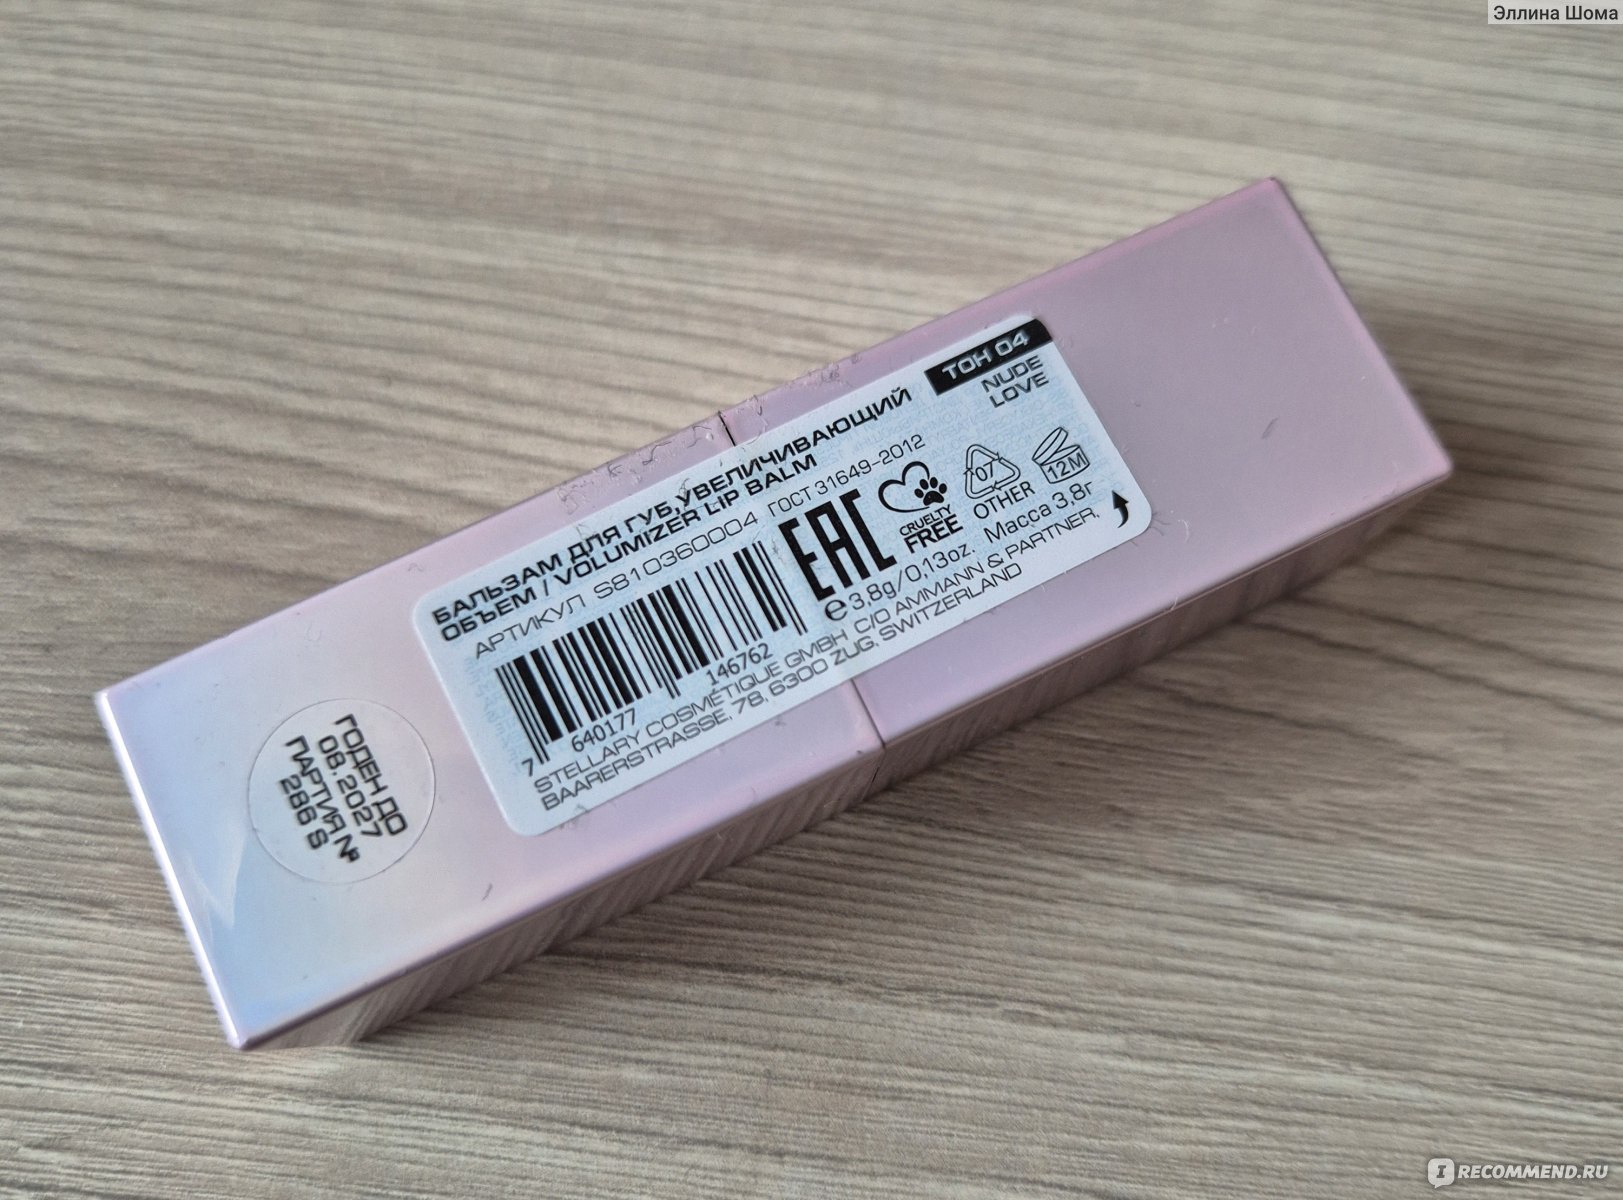 Эллина Шома
ТОН 04
NUDE
LOVE
БАЛЬЗАМ ДЛЯ ГУБ,УВЕЛИЧИВАЮЩИЙ
ОБЪЕМ / VOLUMIZER LIP BALM
АРТИКУЛ S810360004 ГОСТ 31649-2012
EAC
CRUELTY
FREE
07
OTHER
12M
℮ 3,8g/0,13oz. Масса 3,8г
7 640177 146762
STELLARY COSMÉTIQUE GMBH C/O AMMANN & PARTNER,
BAARERSTRASSE, 78, 6300 ZUG, SWITZERLAND
ГОДЕН ДО
08.2027
ПАРТИЯ №
286 S
IRECOMMEND.RU